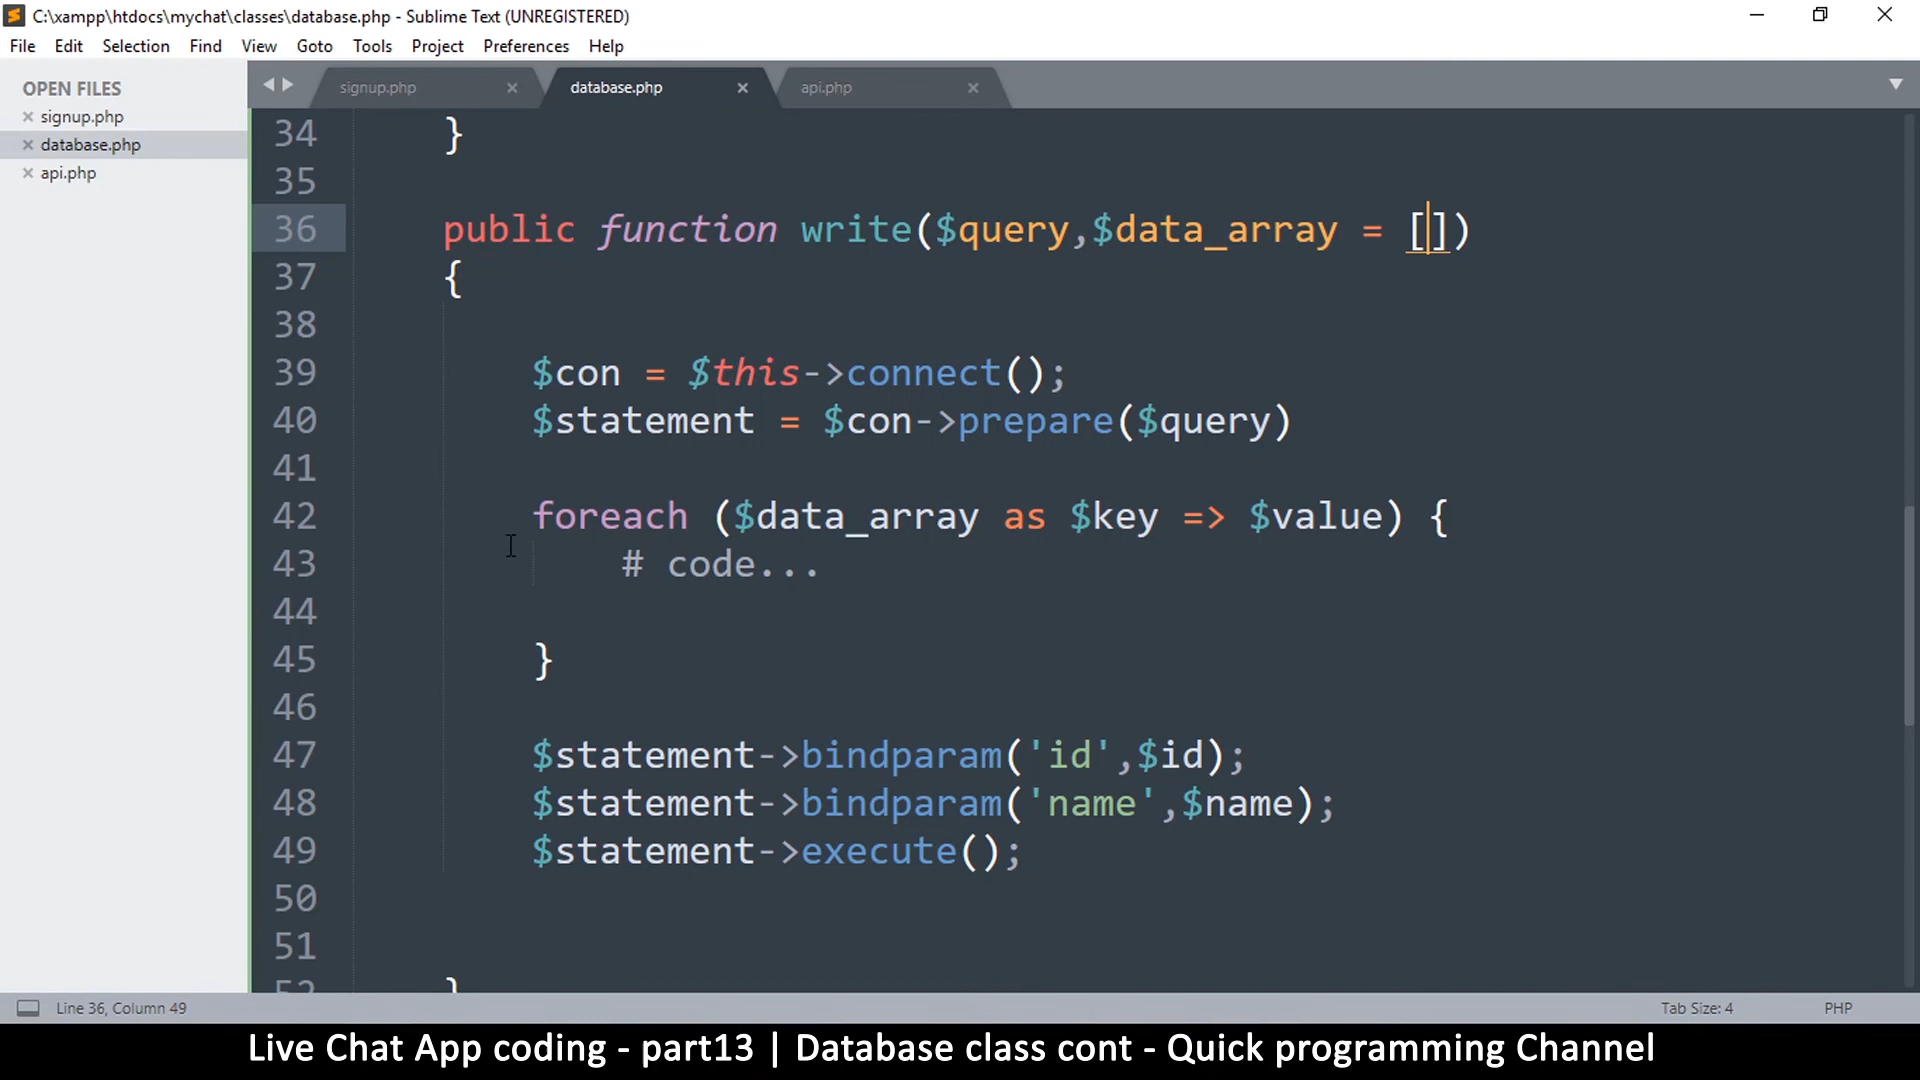 C:\xampp\htdocs\mychat\classes\database.php - Sublime Text (UNREGISTERED)
File Edit Selection Find View Goto Tools Project Preferences Help
OPEN FILES
signup.php
database.php
api.php
signup.php database.php api.php
34 }
35
36 public function write($query,$data_array = [])
37 {
38
39 $con = $this->connect();
40 $statement = $con->prepare($query)
41
42 foreach ($data_array as $key => $value) {
43 # code...
44
45 }
46
47 $statement->bindparam('id',$id);
48 $statement->bindparam('name',$name);
49 $statement->execute();
50
51
52 }
Line 36, Column 49 Tab Size: 4 PHP
Live Chat App coding - part13 | Database class cont - Quick programming Channel